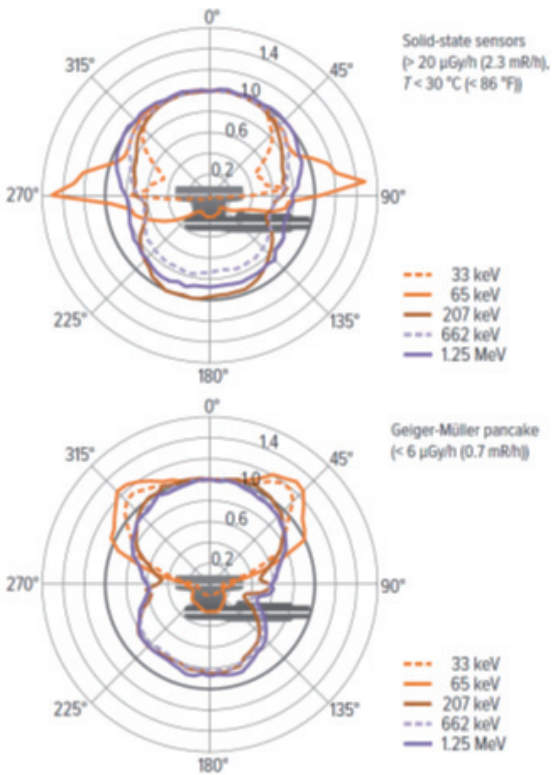 0°
315°
45°
1.4
1.0
0.6
0.2
270°
90°
225°
135°
180°
Solid-state sensors
(> 20 µGy/h (2.3 mR/h),
T < 30 °C (< 86 °F))
33 keV
65 keV
207 keV
662 keV
1.25 MeV
0°
315°
45°
1.4
1.0
0.6
0.2
270°
90°
225°
135°
180°
Geiger-Müller pancake
(< 6 µGy/h (0.7 mR/h))
33 keV
65 keV
207 keV
662 keV
1.25 MeV